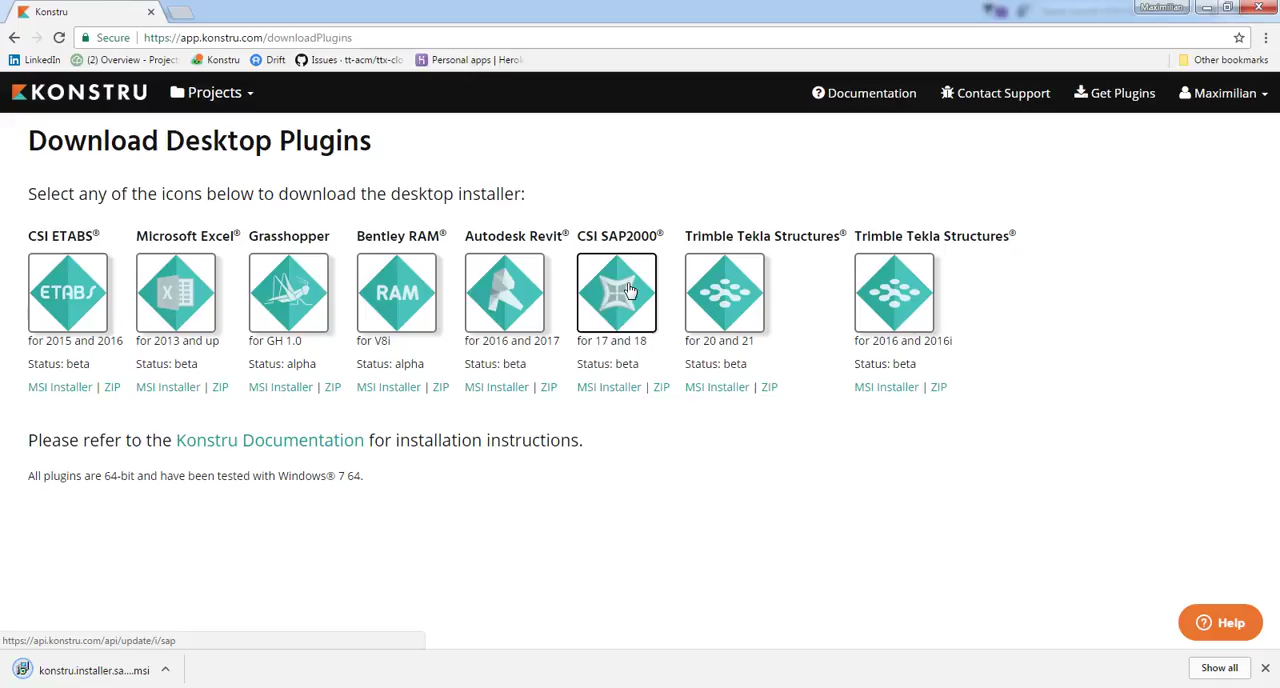 Konstru
Maximilian
Secure | https://app.konstru.com/downloadPlugins
LinkedIn (2) Overview - Project Konstru Drift Issues · tt-acm/ttx-clo Personal apps | Herok Other bookmarks
KONSTRU Projects Documentation Contact Support Get Plugins Maximilian
Download Desktop Plugins
Select any of the icons below to download the desktop installer:
CSI ETABS® Microsoft Excel® Grasshopper Bentley RAM® Autodesk Revit® CSI SAP2000® Trimble Tekla Structures® Trimble Tekla Structures®
ETABS X RAM
for 2015 and 2016 for 2013 and up for GH 1.0 for V8i for 2016 and 2017 for 17 and 18 for 20 and 21 for 2016 and 2016i
Status: beta Status: beta Status: alpha Status: alpha Status: beta Status: beta Status: beta Status: beta
MSI Installer | ZIP MSI Installer | ZIP MSI Installer | ZIP MSI Installer | ZIP MSI Installer | ZIP MSI Installer | ZIP MSI Installer | ZIP MSI Installer | ZIP
Please refer to the Konstru Documentation for installation instructions.
All plugins are 64-bit and have been tested with Windows® 7 64.
Help
https://api.konstru.com/api/update/i/sap
konstru.installer.sa....msi Show all